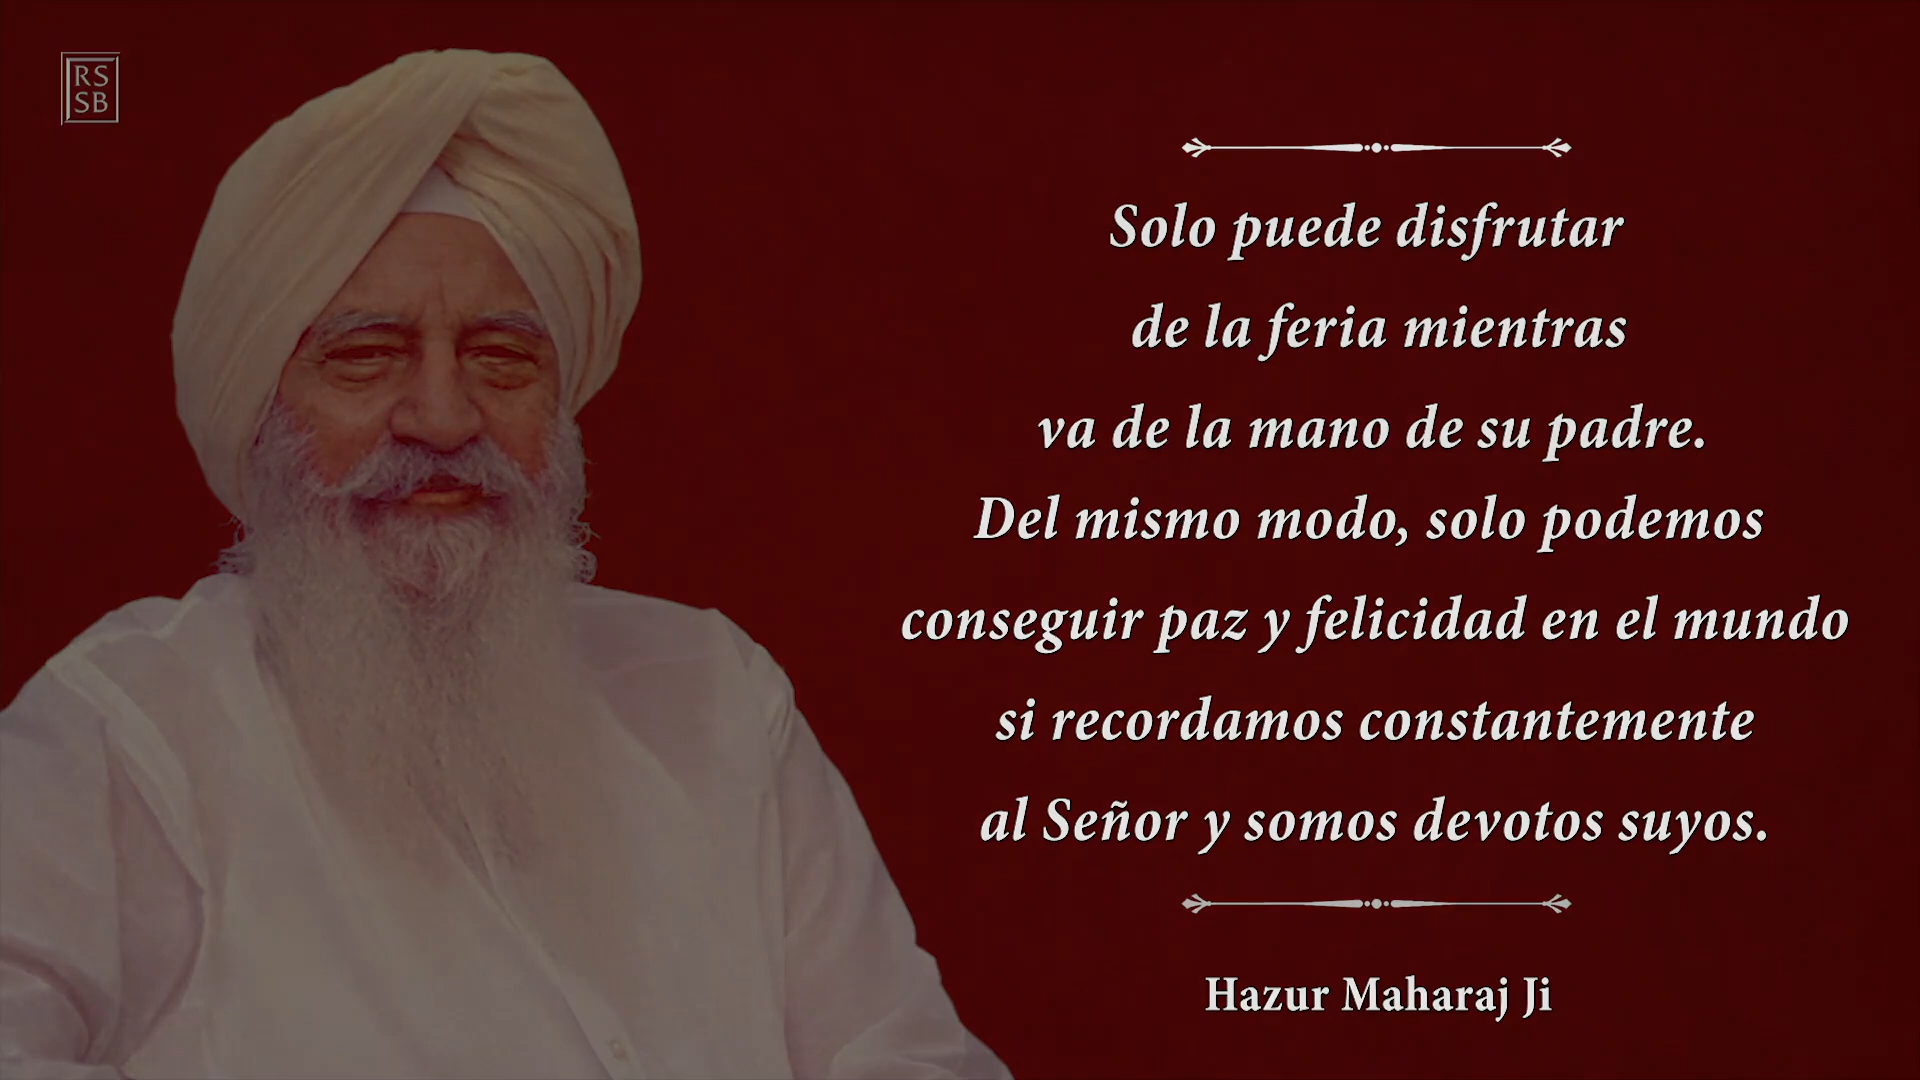 RS
SB
Solo puede disfrutar
de la feria mientras
va de la mano de su padre.
Del mismo modo, solo podemos
conseguir paz y felicidad en el mundo
si recordamos constantemente
al Señor y somos devotos suyos.
Hazur Maharaj Ji